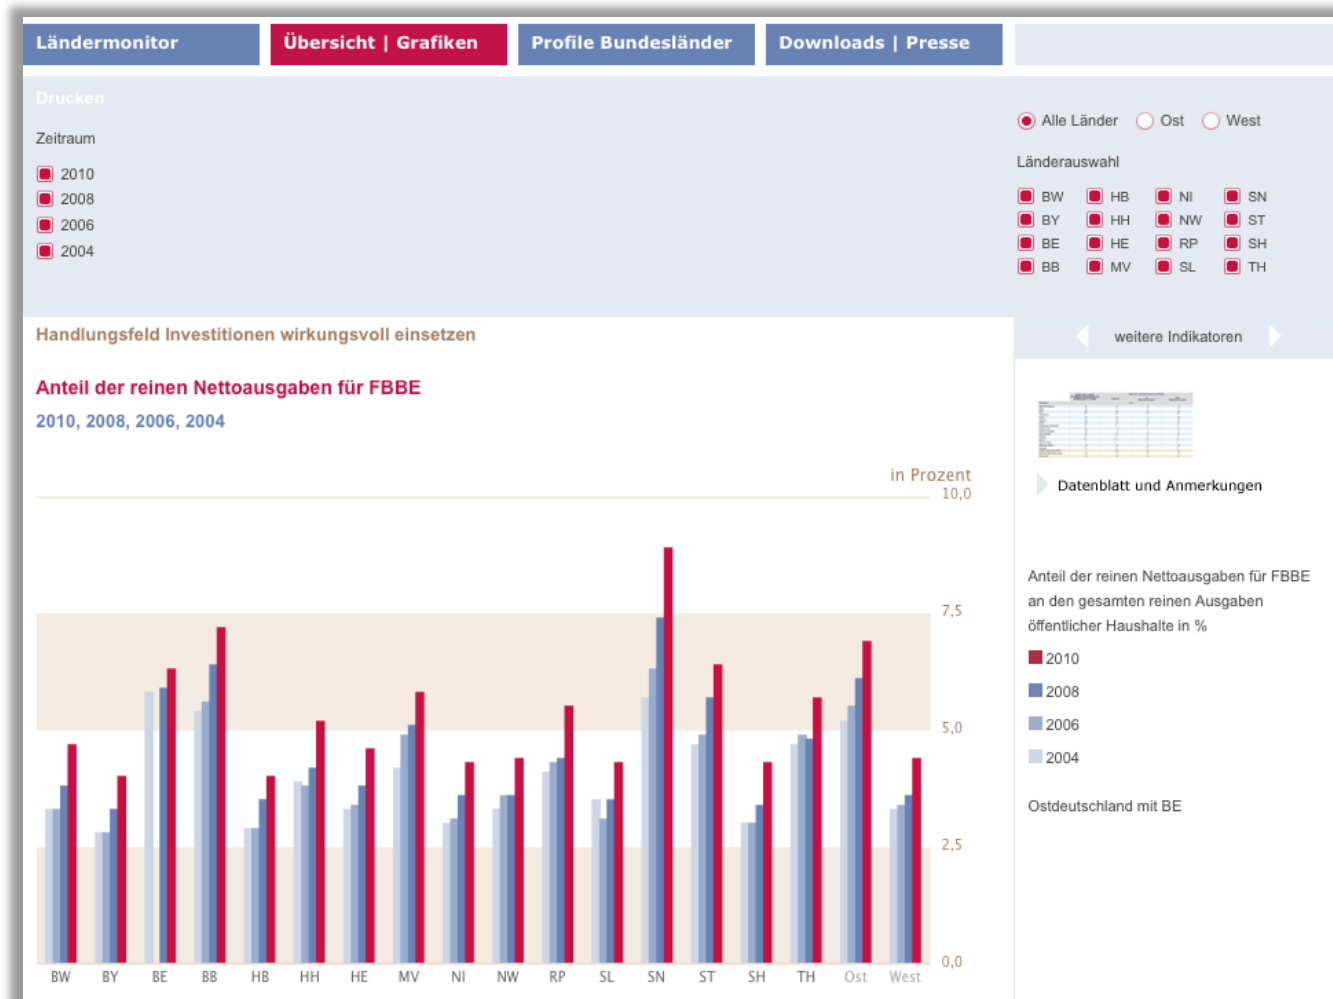 Ländermonitor
Übersicht | Grafiken
Profile Bundesländer
Downloads | Presse
Drucken
Zeitraum
2010
2008
2006
2004
Alle Länder Ost West
Länderauswahl
BW HB NI SN
BY HH NW ST
BE HE RP SH
BB MV SL TH
Handlungsfeld Investitionen wirkungsvoll einsetzen
weitere Indikatoren
Anteil der reinen Nettoausgaben für FBBE
2010, 2008, 2006, 2004
in Prozent
10,0
7,5
5,0
2,5
0,0
BW BY BE BB HB HH HE MV NI NW RP SL SN ST SH TH Ost West
Datenblatt und Anmerkungen
Anteil der reinen Nettoausgaben für FBBE
an den gesamten reinen Ausgaben
öffentlicher Haushalte in %
2010
2008
2006
2004
Ostdeutschland mit BE